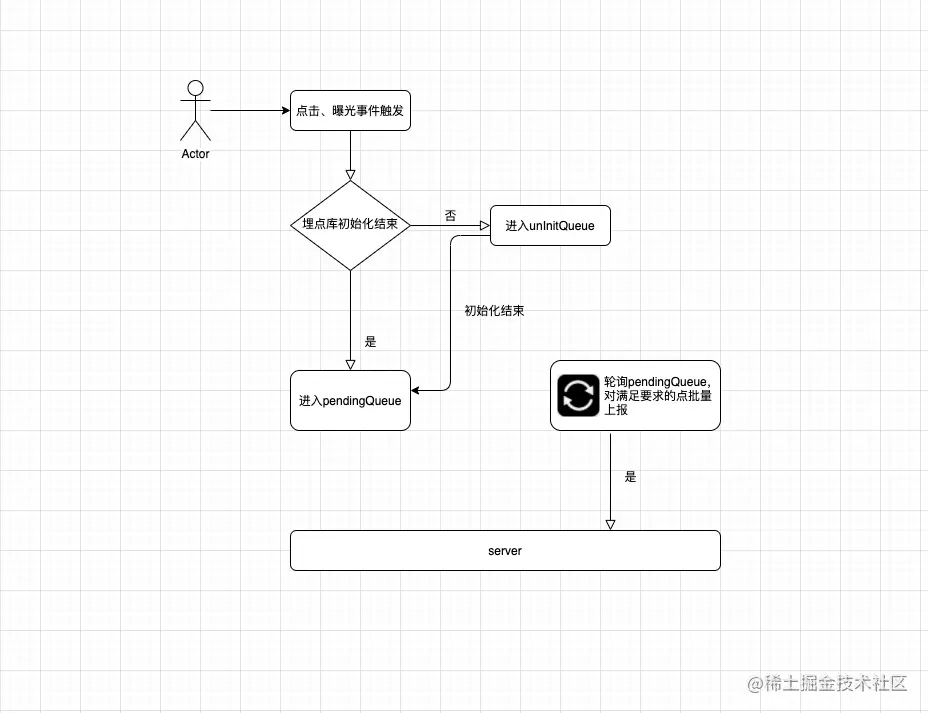 点击、曝光事件触发
Actor
埋点库初始化结束
否
进入unInitQueue
初始化结束
是
进入pendingQueue
轮询pendingQueue,
对满足要求的点批量
上报
是
server
@稀土掘金技术社区